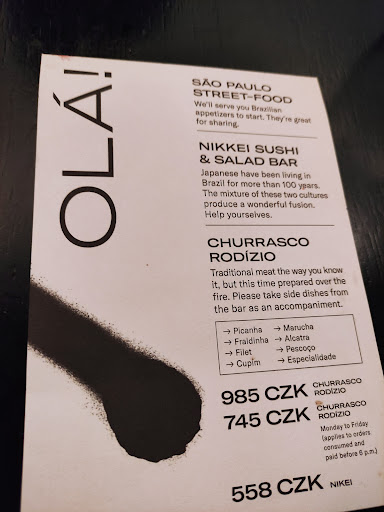 OLÁ!
SÃO PAULO
STREET-FOOD
We'll serve you Brazilian
appetizers to start. They're great
for sharing.
NIKKEI SUSHI
& SALAD BAR
Japanese have been living in
Brazil for more than 100 years.
The mixture of these two cultures
produce a wonderful fusion.
Help yourseives.
CHURRASCO
RODÍZIO
Traditional meat the way you know
it, but this time prepared over the
fire. Please take side dishes from
the bar as an accompaniment.
→ Picanha → Marucha
→ Fraldinha → Alcatra
→ Filet → Pescoço
→ Cupim → Especialidade
985 CZK CHURRASCO
RODÍZIO
745 CZK CHURRASCO
RODÍZIO
Monday to Friday
(applies to orders
consumed and
paid before 6 p.m.)
558 CZK NIKEI